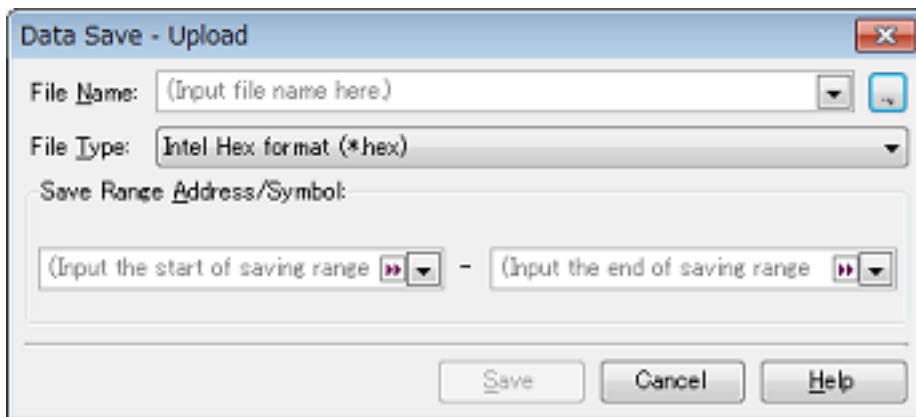 Data Save - Upload
File Name: (Input file name here.)
File Type: Intel Hex format (*.hex)
Save Range Address/Symbol:
(Input the start of saving range - (Input the end of saving range
Save Cancel Help